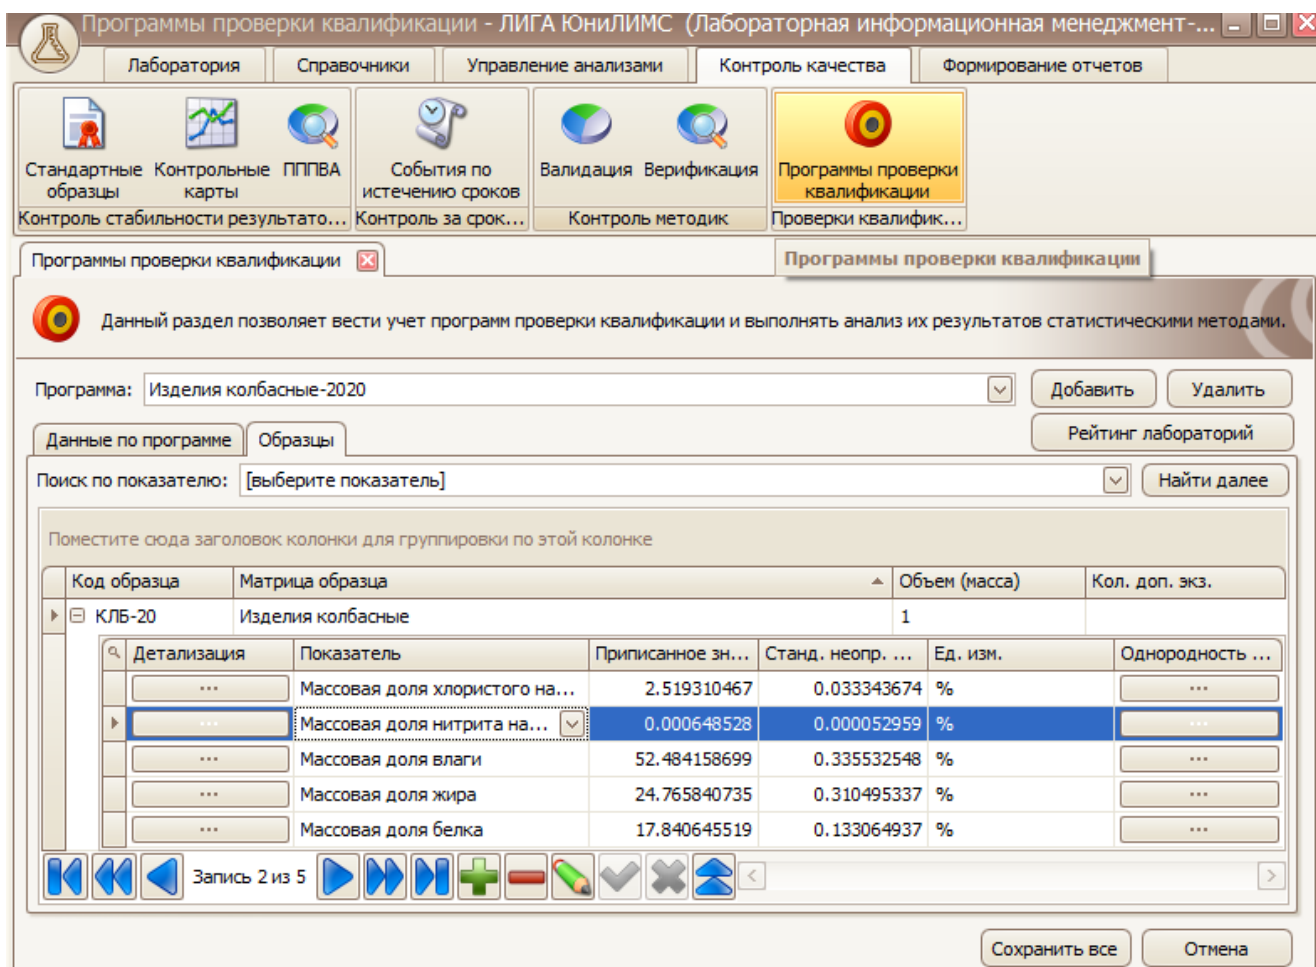 Программы проверки квалификации - ЛИГА ЮниЛИМС (Лабораторная информационная менеджмент-...
Лаборатория Справочники Управление анализами Контроль качества Формирование отчетов
Стандартные образцы Контрольные карты ПППВА События по истечению сроков Валидация Верификация Программы проверки квалификации
Контроль стабильности результато... Контроль за срок... Контроль методик Проверки квалифик...
Программы проверки квалификации
Программы проверки квалификации
Данный раздел позволяет вести учет программ проверки квалификации и выполнять анализ их результатов статистическими методами.
Программа: Изделия колбасные-2020 Добавить Удалить
Данные по программе Образцы Рейтинг лабораторий
Поиск по показателю: [выберите показатель] Найти далее
Поместите сюда заголовок колонки для группировки по этой колонке
Код образца Матрица образца Объем (масса) Кол. доп. экз.
КЛБ-20 Изделия колбасные 1
Детализация Показатель Приписанное зн... Станд. неопр. ... Ед. изм. Однородность ...
... Массовая доля хлористого на... 2.519310467 0.033343674 % ...
... Массовая доля нитрита на... 0.000648528 0.000052959 % ...
... Массовая доля влаги 52.484158699 0.335532548 % ...
... Массовая доля жира 24.765840735 0.310495337 % ...
... Массовая доля белка 17.840645519 0.133064937 % ...
Запись 2 из 5
Сохранить все Отмена